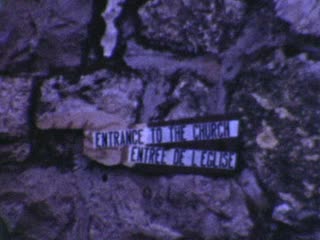 ENTRANCE TO THE CHURCH
ENTRÉE DE L'EGLISE